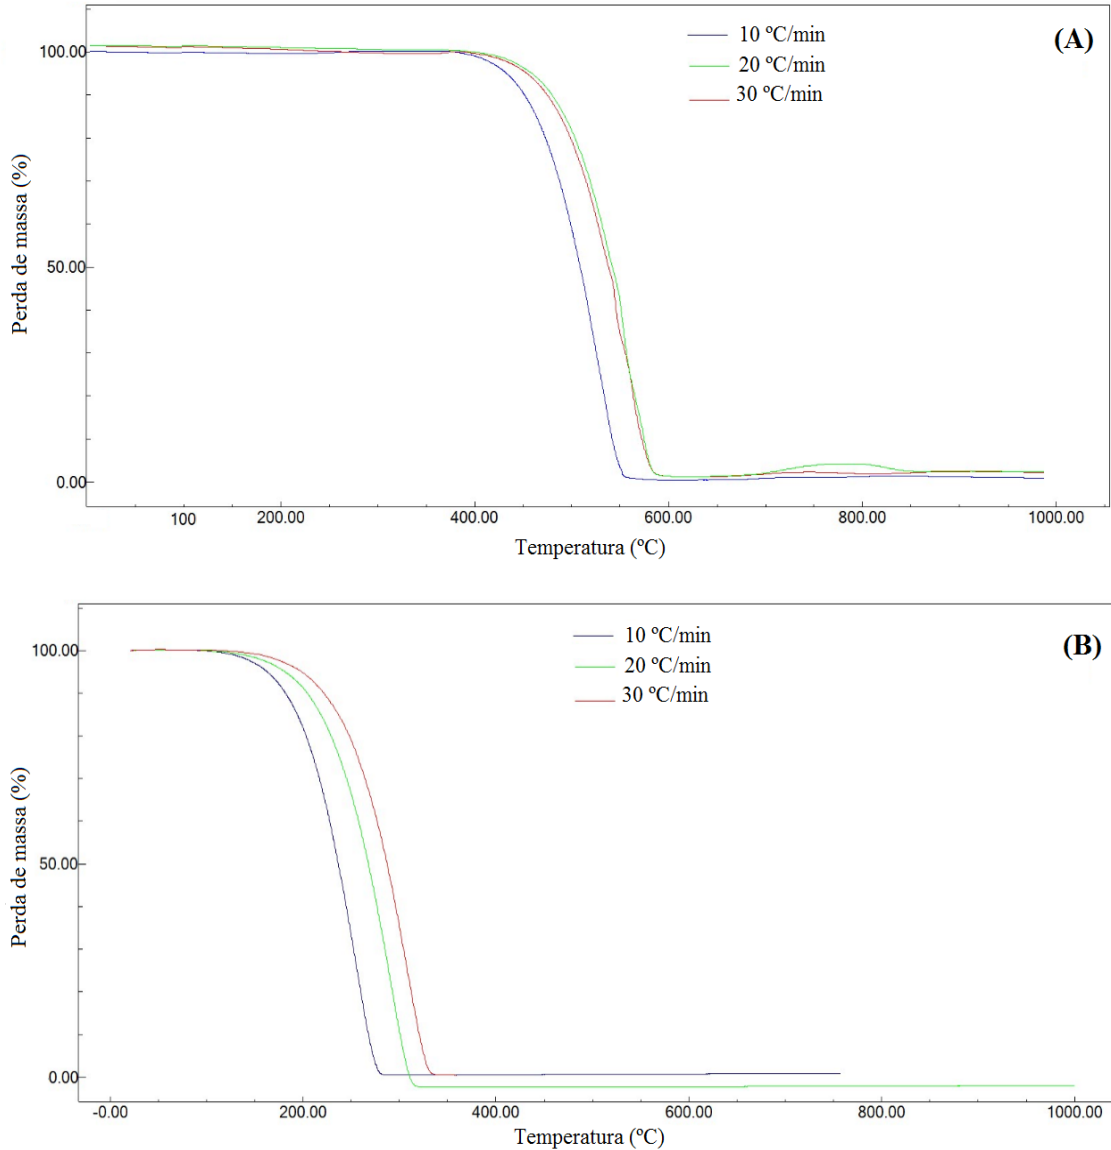 (A)
10 ºC/min
20 ºC/min
30 ºC/min
Perda de massa (%)
100.00
50.00
0.00
100 200.00 400.00 600.00 800.00 1000.00
Temperatura (ºC)
(B)
10 ºC/min
20 ºC/min
30 ºC/min
Perda de massa (%)
100.00
50.00
0.00
-0.00 200.00 400.00 600.00 800.00 1000.00
Temperatura (ºC)